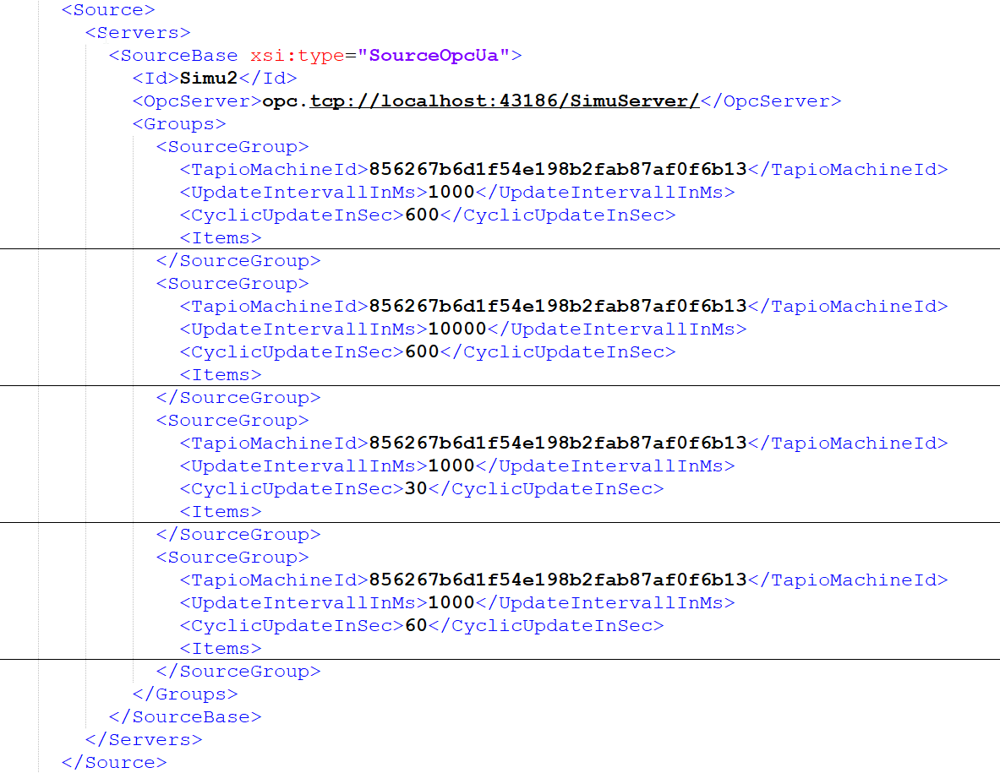 <Source>
<Servers>
<SourceBase xsi:type="SourceOpcUa">
<Id>Simu2</Id>
<OpcServer>opc.tcp://localhost:43186/SimuServer/</OpcServer>
<Groups>
<SourceGroup>
<TapioMachineId>856267b6d1f54e198b2fab87af0f6b13</TapioMachineId>
<UpdateIntervallInMs>1000</UpdateIntervallInMs>
<CyclicUpdateInSec>600</CyclicUpdateInSec>
<Items>
</SourceGroup>
<SourceGroup>
<TapioMachineId>856267b6d1f54e198b2fab87af0f6b13</TapioMachineId>
<UpdateIntervallInMs>10000</UpdateIntervallInMs>
<CyclicUpdateInSec>600</CyclicUpdateInSec>
<Items>
</SourceGroup>
<SourceGroup>
<TapioMachineId>856267b6d1f54e198b2fab87af0f6b13</TapioMachineId>
<UpdateIntervallInMs>1000</UpdateIntervallInMs>
<CyclicUpdateInSec>30</CyclicUpdateInSec>
<Items>
</SourceGroup>
<SourceGroup>
<TapioMachineId>856267b6d1f54e198b2fab87af0f6b13</TapioMachineId>
<UpdateIntervallInMs>1000</UpdateIntervallInMs>
<CyclicUpdateInSec>60</CyclicUpdateInSec>
<Items>
</SourceGroup>
</Groups>
</SourceBase>
</Servers>
</Source>